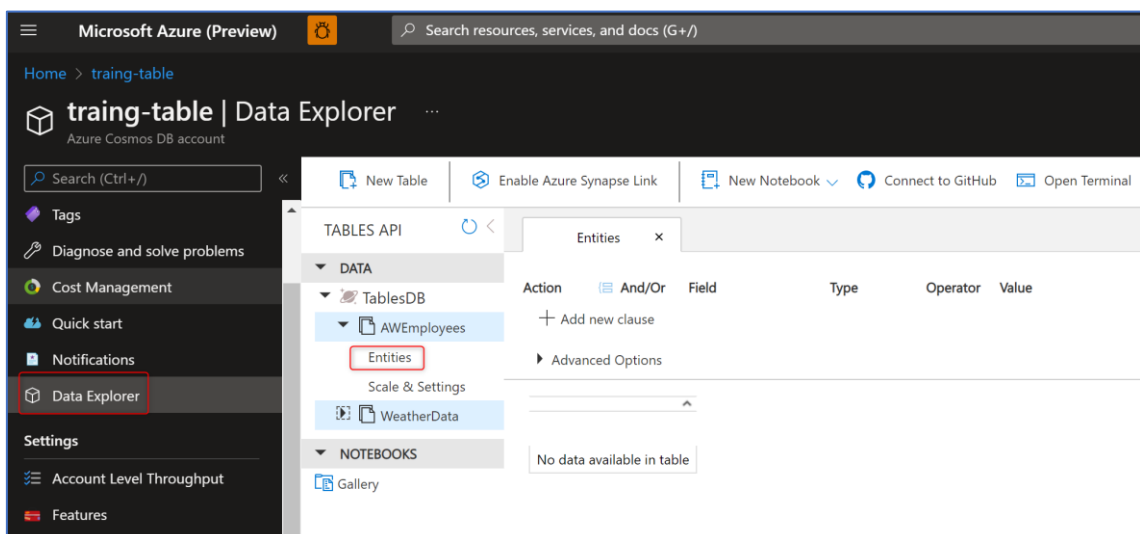 Microsoft Azure (Preview)
Search resources, services, and docs (G+/)
Home > traing-table
traing-table | Data Explorer ...
Azure Cosmos DB account
Search (Ctrl+/)
«
Tags
Diagnose and solve problems
Cost Management
Quick start
Notifications
Data Explorer
Settings
Account Level Throughput
Features
New Table
Enable Azure Synapse Link
New Notebook
Connect to GitHub
Open Terminal
TABLES API
DATA
TablesDB
AWEmployees
Entities
Scale & Settings
WeatherData
NOTEBOOKS
Gallery
Entities
Action And/Or Field Type Operator Value
Add new clause
Advanced Options
No data available in table